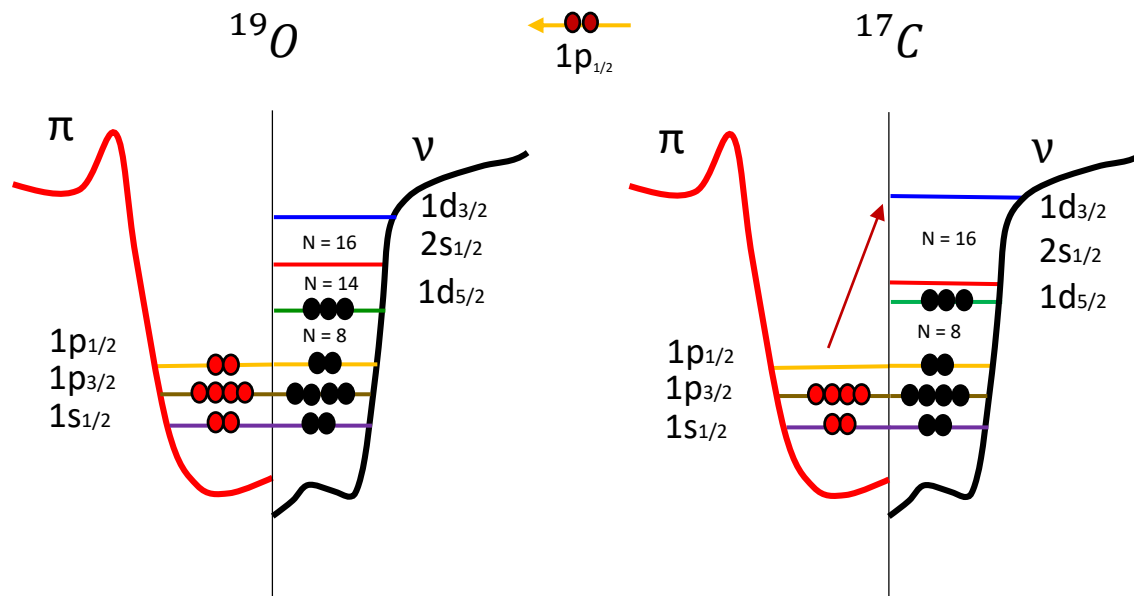 ¹⁹O
1p₁/₂
¹⁷C
π
ν
1d₃/₂
N = 16
2s₁/₂
N = 14
1d₅/₂
N = 8
1p₁/₂
1p₃/₂
1s₁/₂
π
ν
1d₃/₂
N = 16
2s₁/₂
1d₅/₂
N = 8
1p₁/₂
1p₃/₂
1s₁/₂